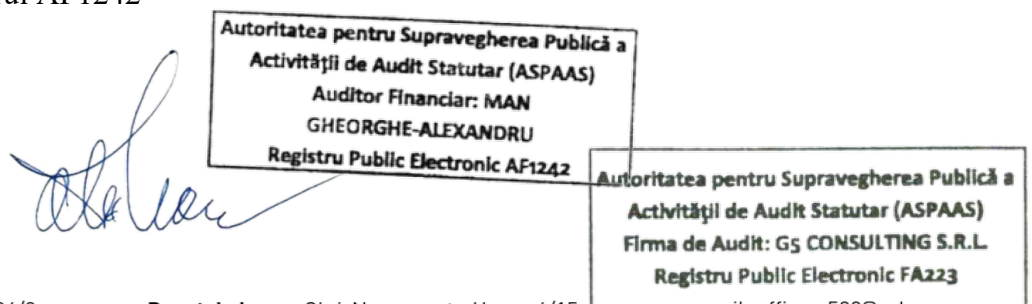 AF1242
Autoritatea pentru Supravegherea Publică a
Activității de Audit Statutar (ASPAAS)
Auditor Financiar: MAN
GHEORGHE-ALEXANDRU
Registru Public Electronic AF1242
Autoritatea pentru Supravegherea Publică a
Activității de Audit Statutar (ASPAAS)
Firma de Audit: G5 CONSULTING S.R.L.
Registru Public Electronic FA223